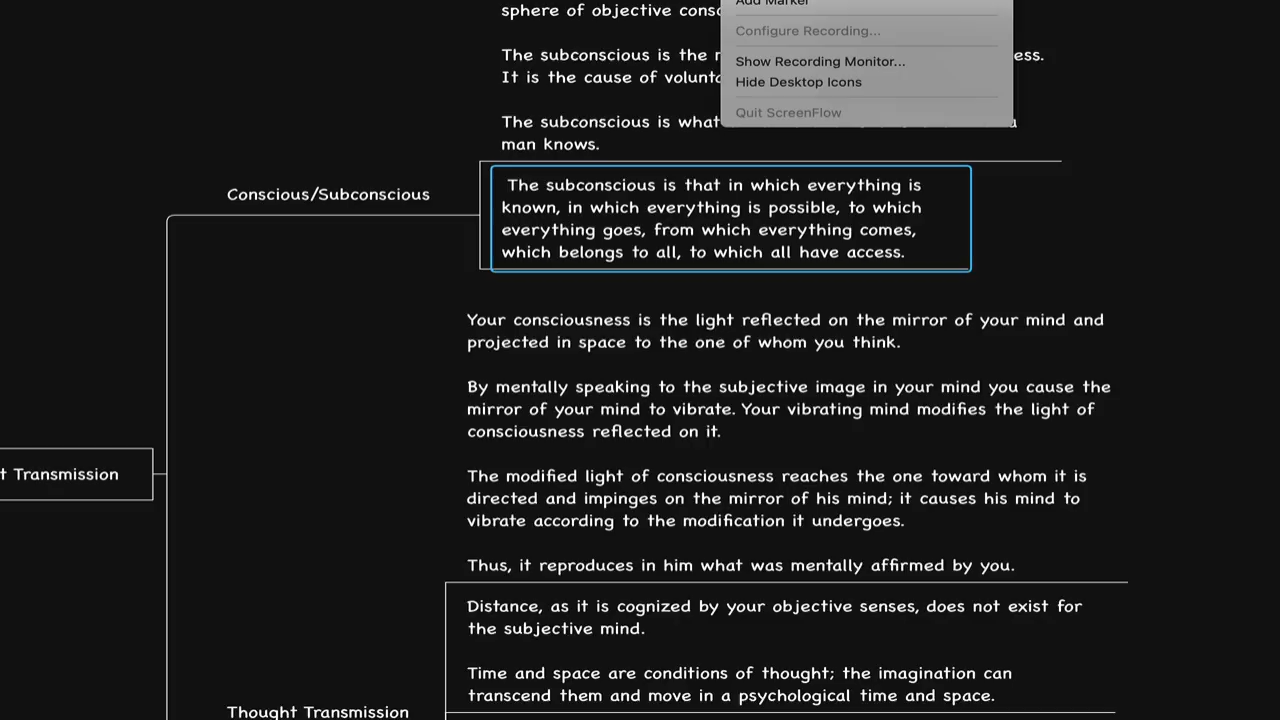 sphere of objective
Add Marker
Configure Recording...
The subconscious is the
ess.
Show Recording Monitor...
It is the cause of
Hide Desktop Icons
Quit ScreenFlow
The subconscious is what
a
man knows.
The subconscious is that in which everything is
Conscious/Subconscious
known, in which everything is possible, to which
everything goes, from which everything comes,
which belongs to all, to which all have access.
Your consciousness is the light reflected on the mirror of your mind and
projected in space to the one of whom you think.
By mentally speaking to the subjective image in your mind you cause the
mirror of your mind to vibrate. Your vibrating mind modifies the light of
consciousness reflected on it.
t Transmission
The modified light of consciousness reaches the one toward whom it is
directed and impinges on the mirror of his mind; it causes his mind to
vibrate according to the modification it undergoes.
Thus, it reproduces in him what was mentally affirmed by you.
Distance, as it is cognized by your objective senses, does not exist for
the subjective mind.
Time and space are conditions of thought; the imagination can
transcend them and move in a psychological time and space.
Thought Transmission